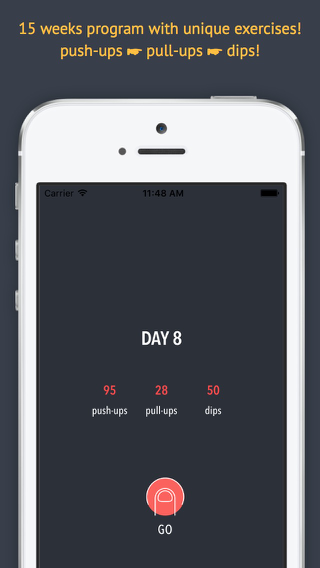 15 weeks program with unique exercises!
push-ups ☛ pull-ups ☛ dips!
Carrier 11:48 AM
DAY 8
95 28 50
push-ups pull-ups dips
GO